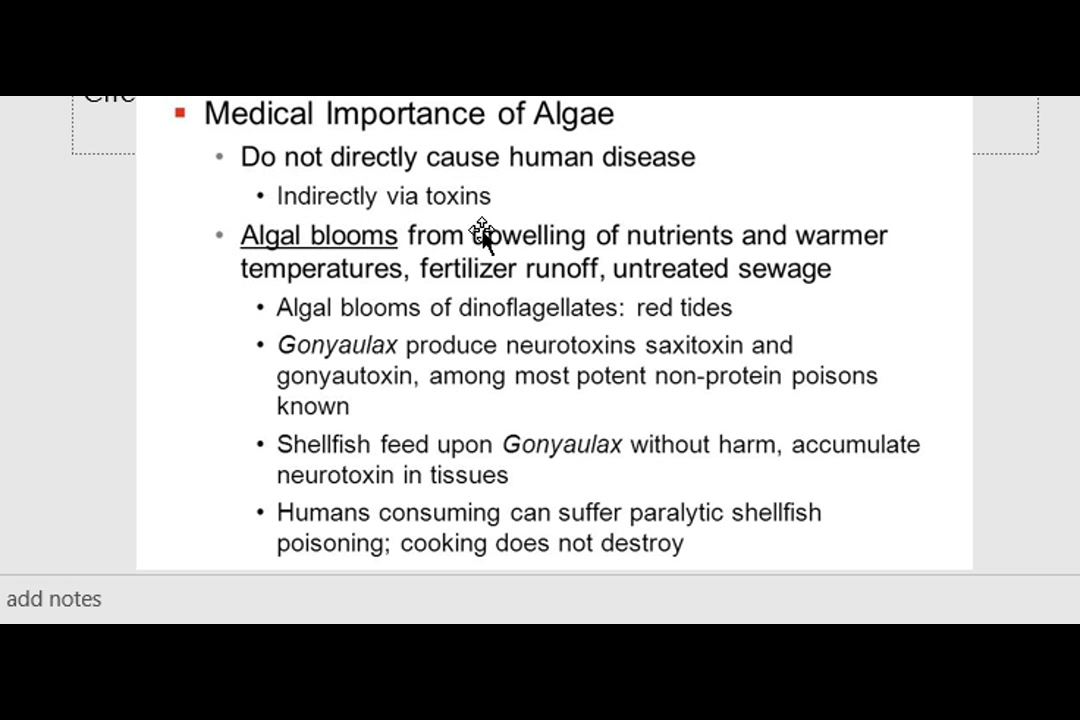 Medical Importance of Algae
Do not directly cause human disease
Indirectly via toxins
Algal blooms from upwelling of nutrients and warmer
temperatures, fertilizer runoff, untreated sewage
Algal blooms of dinoflagellates: red tides
Gonyaulax produce neurotoxins saxitoxin and
gonyautoxin, among most potent non-protein poisons
known
Shellfish feed upon Gonyaulax without harm, accumulate
neurotoxin in tissues
Humans consuming can suffer paralytic shellfish
poisoning; cooking does not destroy
add notes